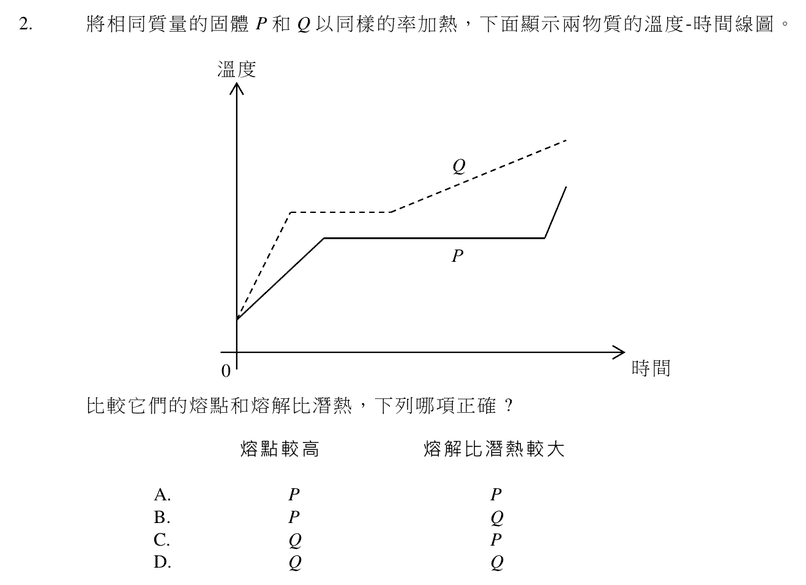 2. 將相同質量的固體 P 和 Q 以同樣的率加熱，下面顯示兩物質的溫度-時間線圖。
溫度
Q
P
0
時間
比較它們的熔點和熔解比潛熱，下列哪項正確？
熔點較高 熔解比潛熱較大
A. P P
B. P Q
C. Q P
D. Q Q